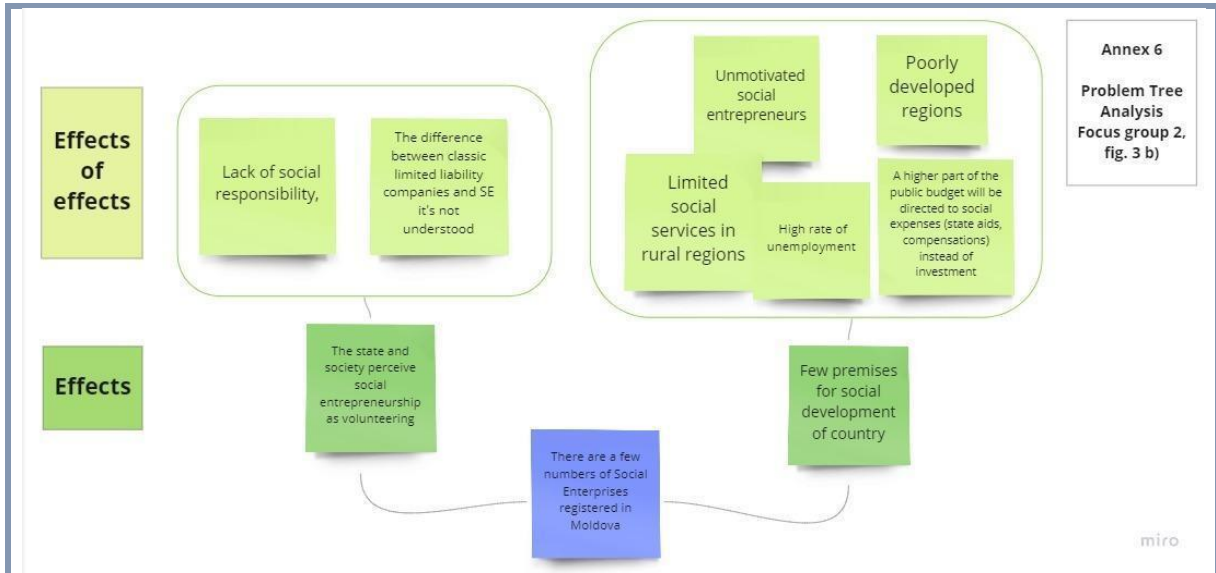 Annex 6
Problem Tree
Analysis
Focus group 2,
fig. 3 b)
Effects
of
effects
Lack of social
responsibility,
The difference
between classic
limited liability
companies and SE
it's not
understood
Unmotivated
social
entrepreneurs
Poorly
developed
regions
Limited
social
services in
rural regions
High rate of
unemployment
A higher part of the
public budget will be
directed to social
expenses (state aids,
compensations)
instead of
investment
Effects
The state and
society perceive
social
entrepreneurship
as volunteering
Few premises
for social
development
of country
There are a few
numbers of Social
Enterprises
registered in
Moldova
miro